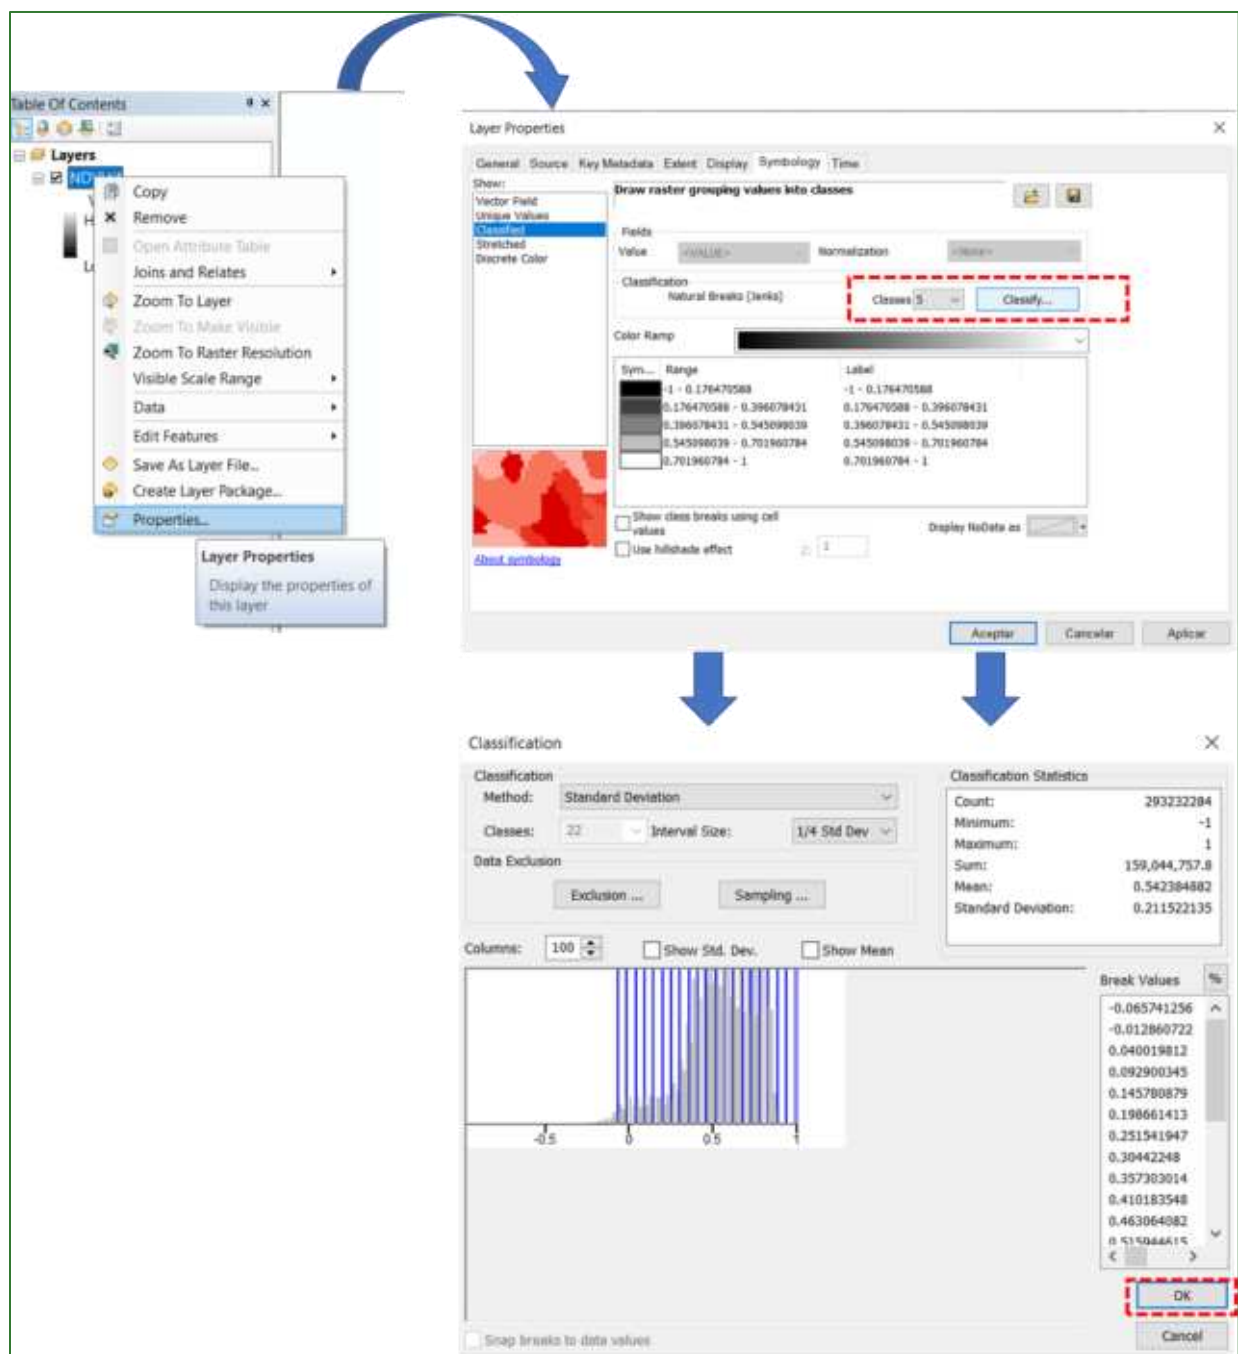 Table Of Contents
Layers
Copy
Remove
Open Attribute Table
Joins and Relates
Zoom To Layer
Zoom To Make Visible
Zoom To Raster Resolution
Visible Scale Range
Data
Edit Features
Save As Layer File...
Create Layer Package...
Properties...
Layer Properties
Display the properties of
this layer
Layer Properties
General Source Key Metadata Extent Display Symbology Time
Show:
Vector Field
Unique Values
Classified
Stretched
Discrete Color
About symbology
Draw raster grouping values into classes
Fields
Value <VALUE> Normalization <None>
Classification
Natural Breaks (Jenks) Classes 5 Classify...
Color Ramp
Sym... Range Label
-1 - 0.176470588 -1 - 0.176470588
0.176470588 - 0.396078431 0.176470588 - 0.396078431
0.396078431 - 0.545098039 0.396078431 - 0.545098039
0.545098039 - 0.701960784 0.545098039 - 0.701960784
0.701960784 - 1 0.701960784 - 1
Show class breaks using cell
values
Display NoData as
Use hillshade effect Z: 1
Aceptar Cancelar Aplicar
Classification
Classification
Method: Standard Deviation
Classes: 22 Interval Size: 1/4 Std Dev
Data Exclusion
Exclusion ... Sampling ...
Classification Statistics
Count: 293232284
Minimum: -1
Maximum: 1
Sum: 159,044,757.8
Mean: 0.542384882
Standard Deviation: 0.211522135
Columns: 100 Show Std. Dev. Show Mean
Break Values %
-0.065741256
-0.012860722
0.040019812
0.092900345
0.145780879
0.198661413
0.251541947
0.30442248
0.357303014
0.410183548
0.463064082
0.515944615
-0.5 0 0.5 1
OK
Cancel
Snap breaks to data values